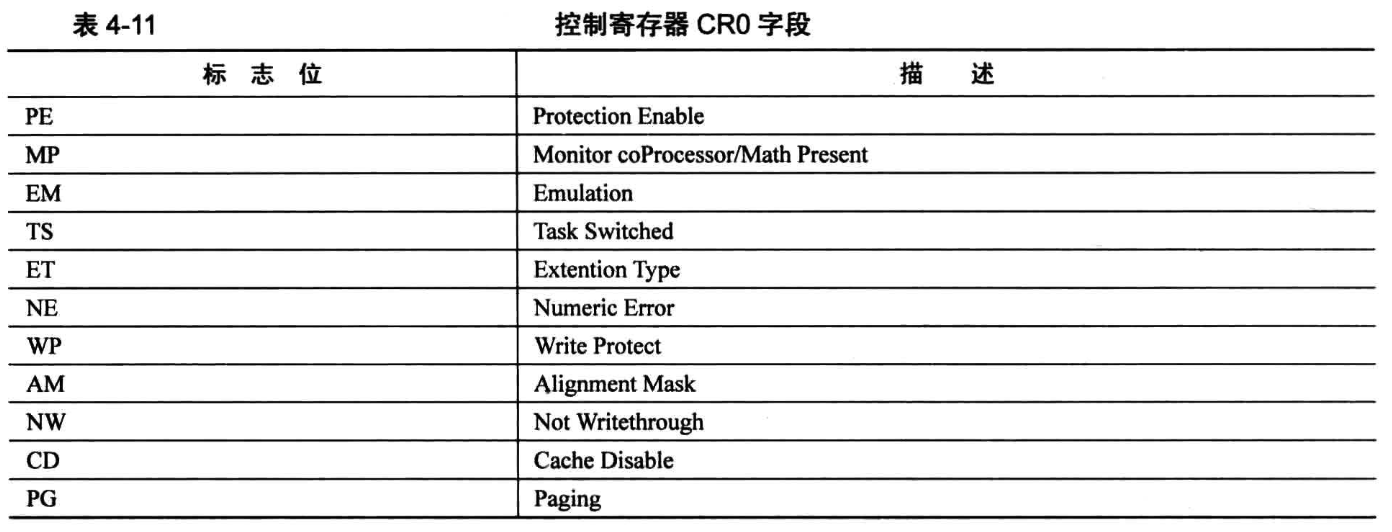 表 4-11 控制寄存器 CR0 字段
标 志 位 描 述
PE Protection Enable
MP Monitor coProcessor/Math Present
EM Emulation
TS Task Switched
ET Extention Type
NE Numeric Error
WP Write Protect
AM Alignment Mask
NW Not Writethrough
CD Cache Disable
PG Paging